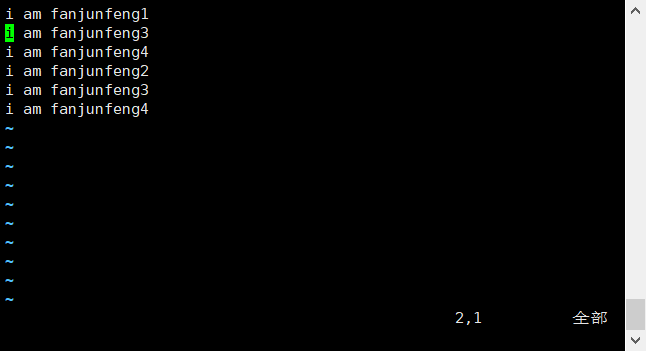 i am fanjunfeng1
i am fanjunfeng3
i am fanjunfeng4
i am fanjunfeng2
i am fanjunfeng3
i am fanjunfeng4
~
~
~
~
~
~
~
~
~
~
2,1 全部